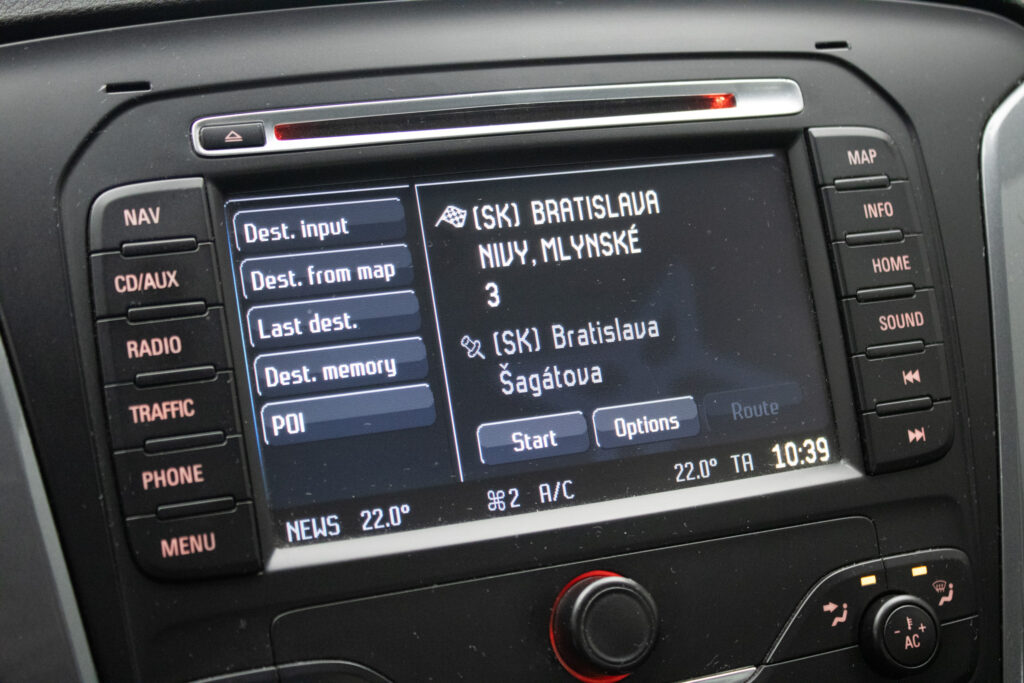 NAV
CD/AUX
RADIO
TRAFFIC
PHONE
MENU
Dest. input
Dest. from map
Last dest.
Dest. memory
POI
(SK) BRATISLAVA
NIVY, MLYNSKÉ
3
(SK) Bratislava
Šagátova
Start Options Route
NEWS 22.0° 2 A/C 22.0° TA 10:39
MAP
INFO
HOME
SOUND
- +
AC